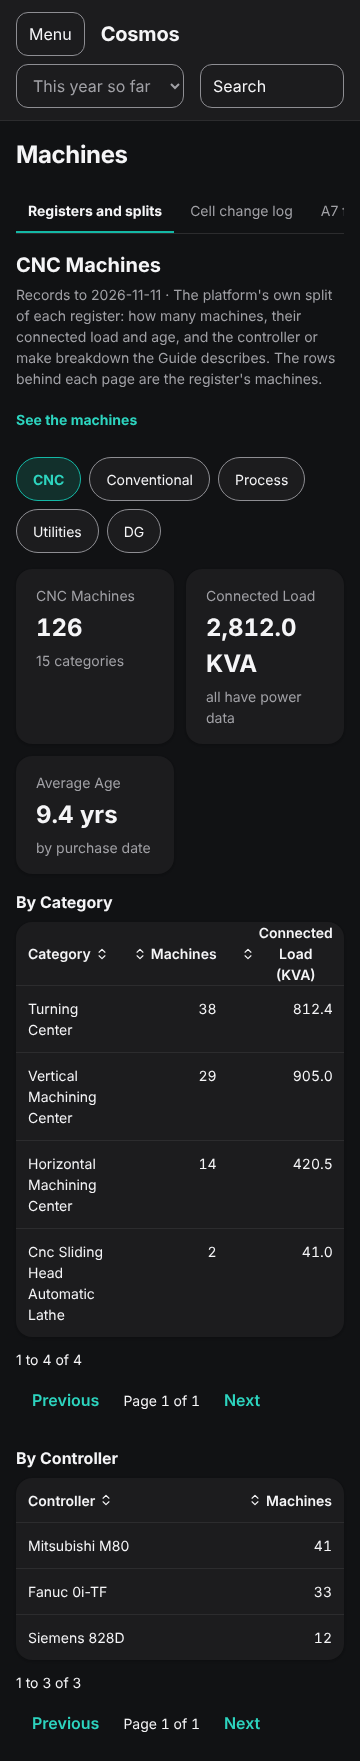 Menu
Cosmos
This year so far
Search
Machines
Registers and splits
Cell change log
A7
CNC Machines
Records to 2026-11-11 · The platform's own split
of each register: how many machines, their
connected load and age, and the controller or
make breakdown the Guide describes. The rows
behind each page are the register's machines.
See the machines
CNC
Conventional
Process
Utilities
DG
CNC Machines
126
15 categories
Connected Load
2,812.0
KVA
all have power
data
Average Age
9.4 yrs
by purchase date
By Category
Category
Machines
Connected
Load
(KVA)
Turning
Center
38
812.4
Vertical
Machining
Center
29
905.0
Horizontal
Machining
Center
14
420.5
Cnc Sliding
Head
Automatic
Lathe
2
41.0
1 to 4 of 4
Previous
Page 1 of 1
Next
By Controller
Controller
Machines
Mitsubishi M80
41
Fanuc 0i-TF
33
Siemens 828D
12
1 to 3 of 3
Previous
Page 1 of 1
Next